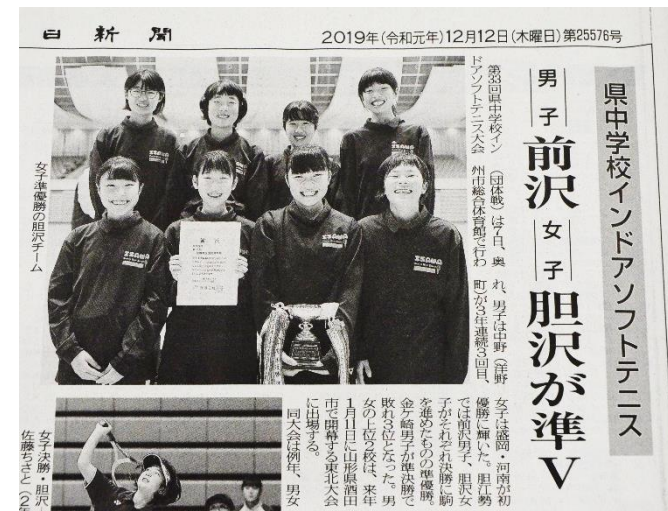 日新聞
2019年(令和元年)12月12日(木曜日)第25576号
県中学校インドアソフトテニス
男子 前沢 女子 胆沢が準V
第33回県中学校イン
ドアソフトテニス大会
(団体戦)は7日、奥
州市総合体育館で行わ
れ、男子は中野(洋野
町)が3年連続3回目、
女子は盛岡・河南が初
優勝に輝いた。胆江勢
では前沢男子、胆沢女
子がそれぞれ決勝に駒
を進めたものの準優勝。
金ケ崎男子が準決勝で
敗れ3位となった。男
女の上位2校は、来年
1月11日に山形県酒田
市で開幕する東北大会
に出場する。
同大会は例年、男女
女子準優勝の胆沢チーム
IZAWA
賞状
女子決勝・胆沢
佐藤ちさと(2年